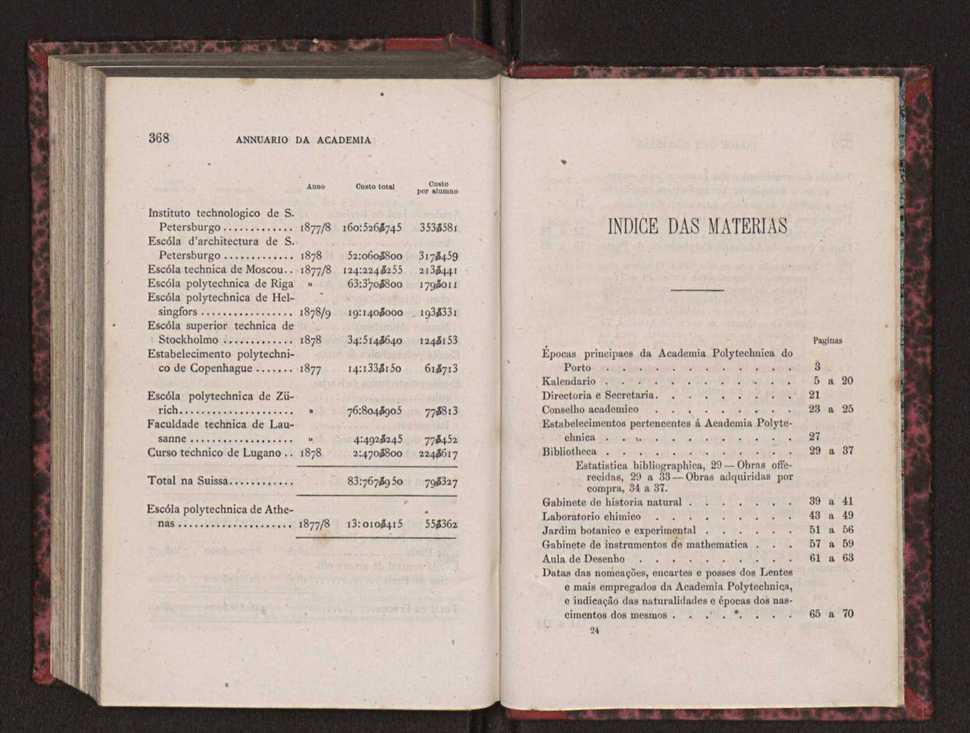 368 ANNUARIO DA ACADEMIA
Anno Custo total Custo
por alumno
Instituto technologico de S.
Petersburgo ............. 1877/8 160:526$745 353$581
Escóla d'architectura de S.
Petersburgo ............. 1878 52:060$800 317$459
Escóla technica de Moscou.. 1877/8 124:224$255 213$441
Escóla polytechnica de Riga » 63:370$800 179$011
Escóla polytechnica de Hel-
singfors ................. 1878/9 19:140$000 193$331
Escóla superior technica de
Stockholmo ............. 1878 34:514$640 124$153
Estabelecimento polytechni-
co de Copenhague ....... 1877 14:133$150 61$713
Escóla polytechnica de Zü-
rich.................... » 76:804$905 77$813
Faculdade technica de Lau-
sanne .................. » 4:492$245 77$452
Curso technico de Lugano .. 1878 2:470$800 224$617
Total na Suissa............ 83:767$950 79$327
Escóla polytechnica de Athe-
nas ..................... 1877/8 13:010$415 55$362
INDICE DAS MATERIAS
Paginas
Épocas principaes da Academia Polytechnica do
Porto . . . . . . . . . . . . 3
Kalendario . . . . . . . . . . . . 5 a 20
Directoria e Secretaria. . . . . . . . . 21
Conselho academico . . . . . . . . . 23 a 25
Estabelecimentos pertencentes á Academia Polyte-
chnica . . . . . . . . . . . . 27
Bibliotheca . . . . . . . . . . . . 29 a 37
Estatistica bibliographica, 29 — Obras offe-
recidas, 29 a 33 — Obras adquiridas por
compra, 34 a 37.
Gabinete de historia natural . . . . . . . 39 a 41
Laboratorio chimico . . . . . . . . . 43 a 49
Jardim botanico e experimental . . . . . . 51 a 56
Gabinete de instrumentos de mathematica . . . 57 a 59
Aula de Desenho . . . . . . . . . . 61 a 63
Datas das nomeações, encartes e posses dos Lentes
e mais empregados da Academia Polytechnica,
e indicação das naturalidades e épocas dos nas-
cimentos dos mesmos . . . . . . . . 65 a 70
24